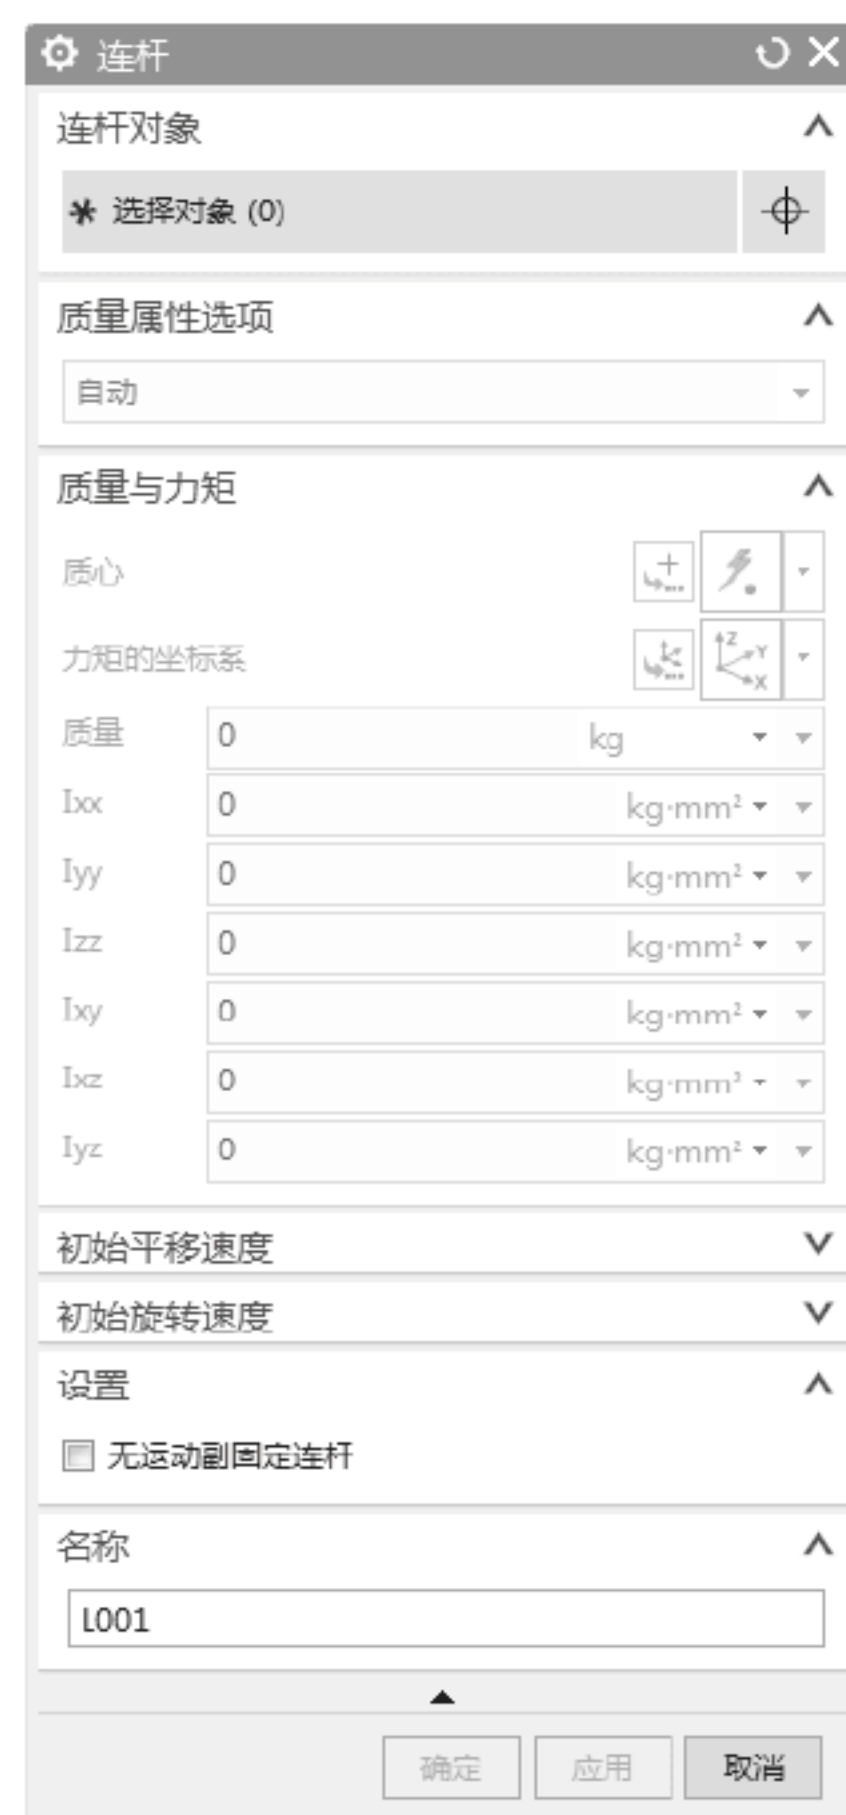 连杆
连杆对象
* 选择对象 (0)
质量属性选项
自动
质量与力矩
质心
力矩的坐标系
Z Y X
质量 0 kg
Ixx 0 kg·mm²
Iyy 0 kg·mm²
Izz 0 kg·mm²
Ixy 0 kg·mm²
Ixz 0 kg·mm²
Iyz 0 kg·mm²
初始平移速度
初始旋转速度
设置
无运动副固定连杆
名称
L001
确定 应用 取消